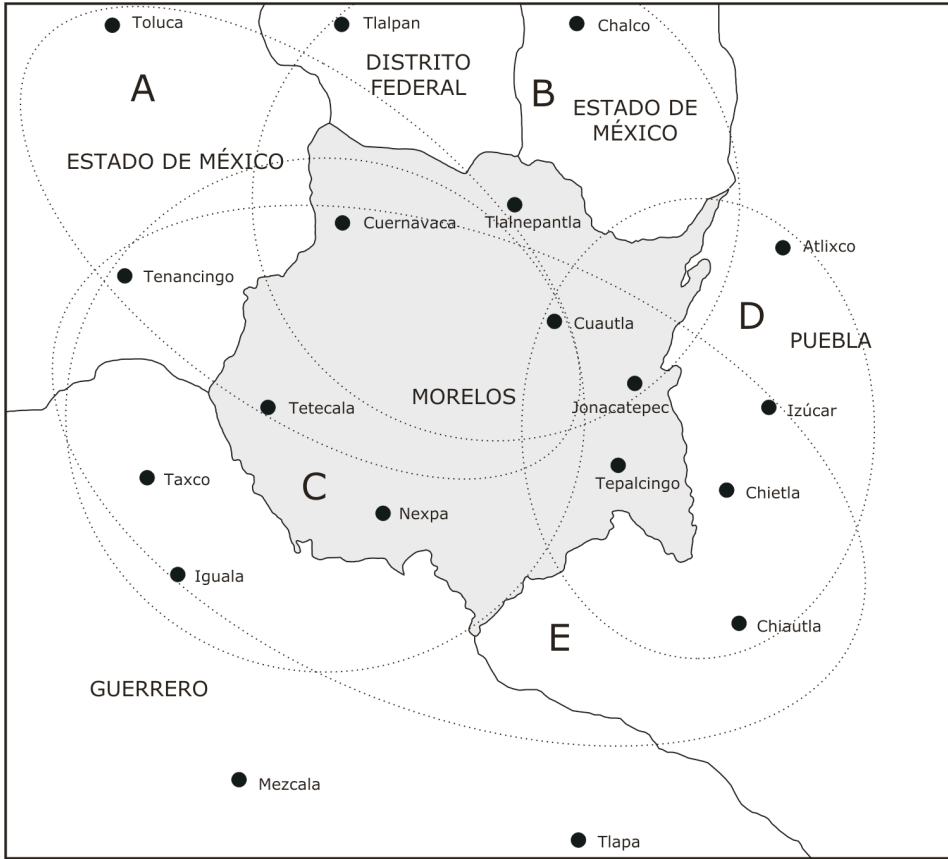 Toluca
Tlalpan
Chalco
DISTRITO
FEDERAL
A
B
ESTADO DE
MÉXICO
ESTADO DE MÉXICO
Cuernavaca
Tlalnepantla
Atlixco
Tenancingo
D
Cuautla
PUEBLA
MORELOS
Jonacatepec
Tetecala
Izúcar
Taxco
C
Tepalcingo
Chietla
Nexpa
Iguala
E
Chiautla
GUERRERO
Mezcala
Tlapa